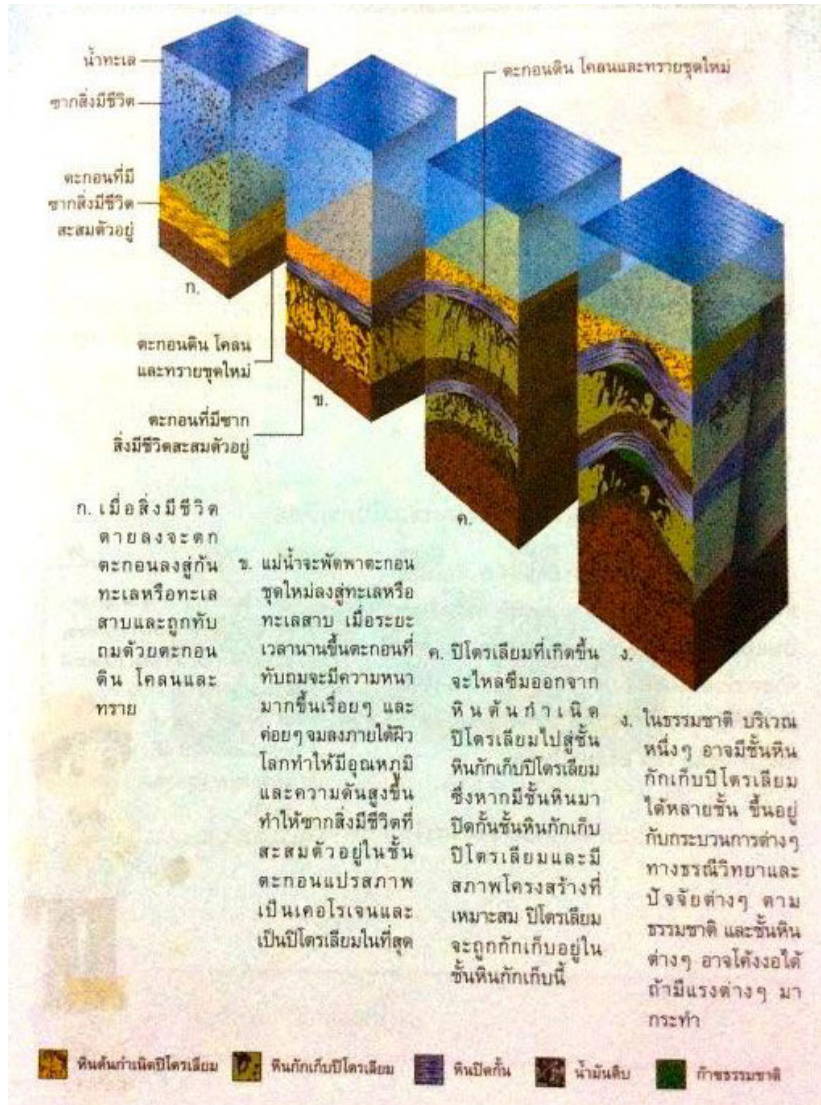 น้ำทะเล
ซากสิ่งมีชีวิต
ตะกอนที่มี
ซากสิ่งมีชีวิต
สะสมตัวอยู่
ตะกอนดิน โคลนและทรายชุดใหม่
ก.
ตะกอนดิน โคลน
และทรายชุดใหม่
ข.
ตะกอนที่มีซาก
สิ่งมีชีวิตสะสมตัวอยู่
ค.
ง.
ก. เมื่อสิ่งมีชีวิต
ตายลงจะตก
ตะกอนลงสู่ก้น
ทะเลหรือทะเล
สาบและถูกทับ
ถมด้วยตะกอน
ดิน โคลนและ
ทราย
ข. แม่น้ำจะพัดพาตะกอน
ชุดใหม่ลงสู่ทะเลหรือ
ทะเลสาบ เมื่อระยะ
เวลานานขึ้นตะกอนที่
ทับถมจะมีความหนา
มากขึ้นเรื่อยๆ และ
ค่อยๆ จมลงภายใต้ผิว
โลกทำให้มีอุณหภูมิ
และความดันสูงขึ้น
ทำให้ซากสิ่งมีชีวิตที่
สะสมตัวอยู่ในชั้น
ตะกอนแปรสภาพ
เป็นเคอโรเจนและ
เป็นปิโตรเลียมในที่สุด
ค. ปิโตรเลียมที่เกิดขึ้น
จะไหลซึมออกจาก
หินต้นกำเนิด
ปิโตรเลียมไปสู่ชั้น
หินกักเก็บปิโตรเลียม
ซึ่งหากมีชั้นหินมา
ปิดกั้นชั้นหินกักเก็บ
ปิโตรเลียมและมี
สภาพโครงสร้างที่
เหมาะสม ปิโตรเลียม
จะถูกกักเก็บอยู่ใน
ชั้นหินกักเก็บนี้
ง. ในธรรมชาติ บริเวณ
หนึ่งๆ อาจมีชั้นหิน
กักเก็บปิโตรเลียม
ได้หลายชั้น ขึ้นอยู่
กับกระบวนการต่างๆ
ทางธรณีวิทยาและ
ปัจจัยต่างๆ ตาม
ธรรมชาติ และชั้นหิน
ต่างๆ อาจโค้งงอได้
ถ้ามีแรงต่างๆ มา
กระทำ
หินต้นกำเนิดปิโตรเลียม
หินกักเก็บปิโตรเลียม
หินปิดกั้น
น้ำมันดิบ
ก๊าซธรรมชาติ